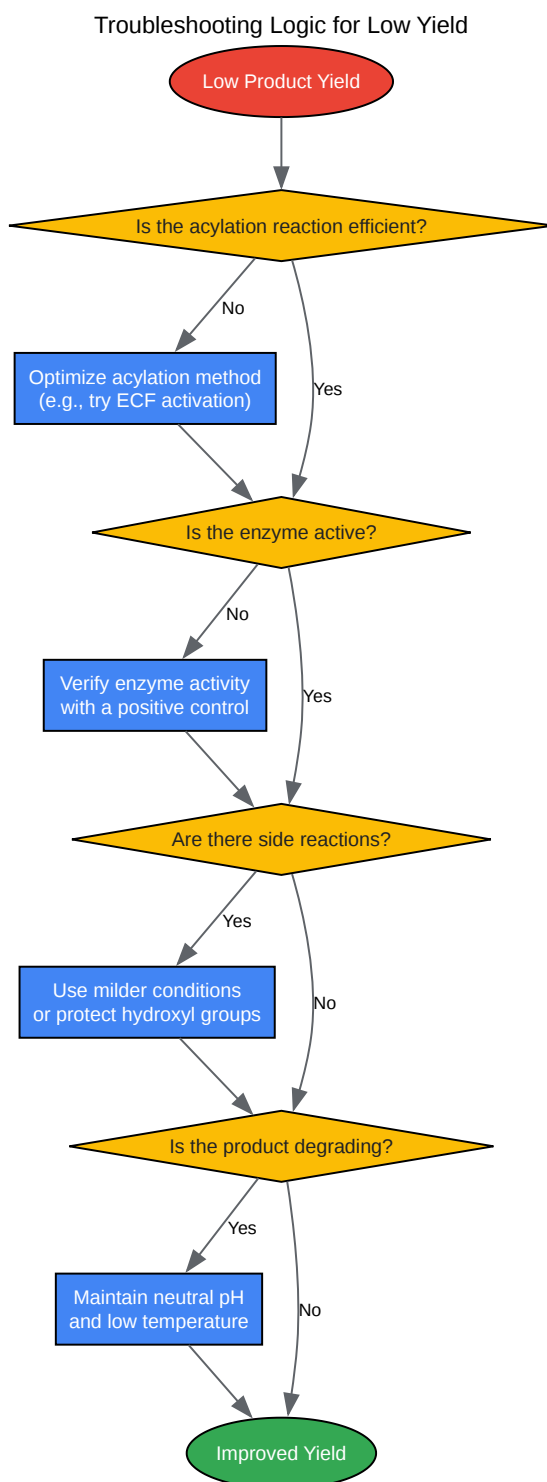 Troubleshooting Logic for Low Yield
Low Product Yield
Is the acylation reaction efficient?
No
Optimize acylation method
(e.g., try ECF activation)
Yes
Is the enzyme active?
No
Verify enzyme activity
with a positive control
Yes
Are there side reactions?
Yes
Use milder conditions
or protect hydroxyl groups
No
Is the product degrading?
Yes
Maintain neutral pH
and low temperature
No
Improved Yield